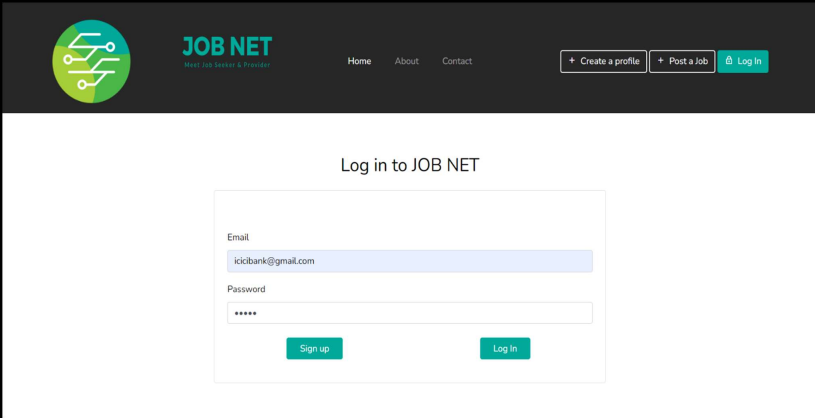 JOB NET
Meet Job Seeker & Provider
Home About Contact + Create a profile + Post a Job Log In
Log in to JOB NET
Email
icicibank@gmail.com
Password
•••••
Sign up Log In